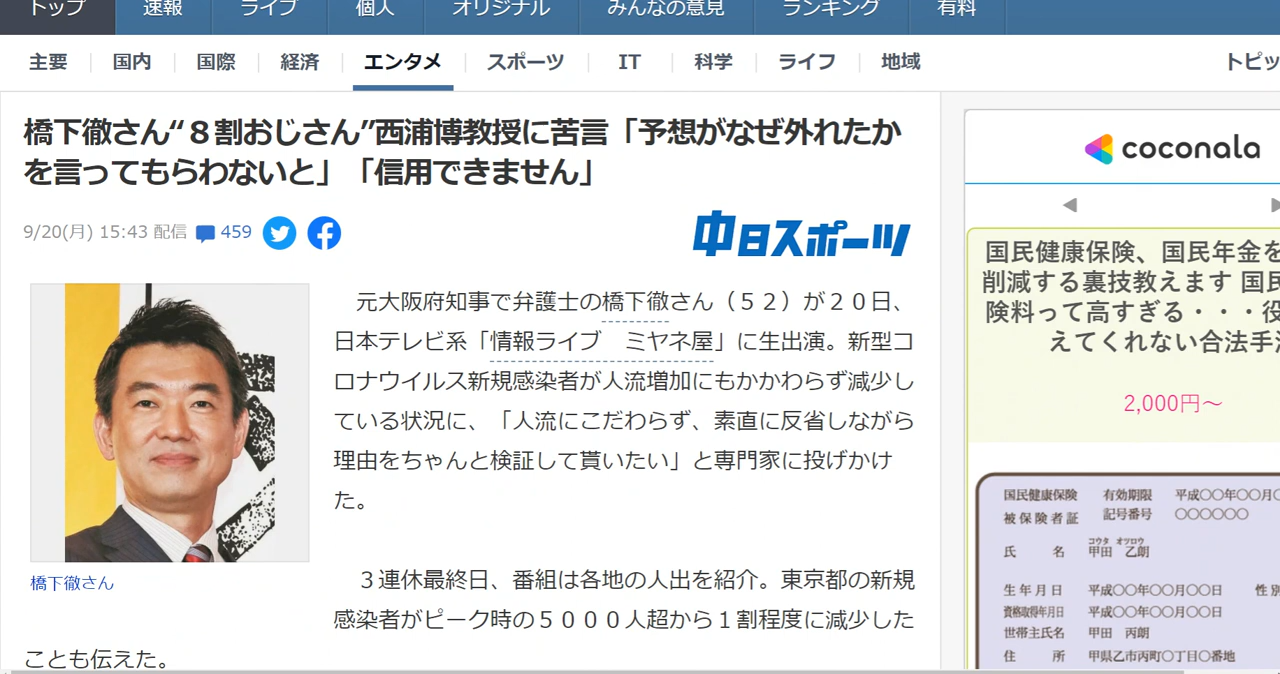 トップ 速報 ライブ 個人 オリジナル みんなの意見 ランキング 有料
主要 国内 国際 経済 エンタメ スポーツ IT 科学 ライフ 地域 トピッ
橋下徹さん“８割おじさん”西浦博教授に苦言「予想がなぜ外れたか
を言ってもらわないと」「信用できません」
9/20(月) 15:43 配信 459
中日スポーツ
元大阪府知事で弁護士の橋下徹さん（５２）が２０日、
日本テレビ系「情報ライブ　ミヤネ屋」に生出演。新型コ
ロナウイルス新規感染者が人流増加にもかかわらず減少し
ている状況に、「人流にこだわらず、素直に反省しながら
理由をちゃんと検証して貰いたい」と専門家に投げかけ
た。
橋下徹さん
３連休最終日、番組は各地の人出を紹介。東京都の新規
感染者がピーク時の５０００人超から１割程度に減少した
ことも伝えた。
coconala
◀ ▶
国民健康保険、国民年金を
削減する裏技教えます 国民
険料って高すぎる・・・役
えてくれない合法手法
2,000円～
国民健康保険 有効期限 平成〇〇年〇〇月〇
被保険者証 記号番号 〇〇〇〇〇〇
コウタ オツロウ
氏 名 甲田 乙朗
生年月日 平成〇〇年〇〇月〇〇日 性別
資格取得年月日 平成〇〇年〇〇月〇〇日
世帯主氏名 甲田 丙朗
住 所 甲県乙市丙町〇丁目〇番地